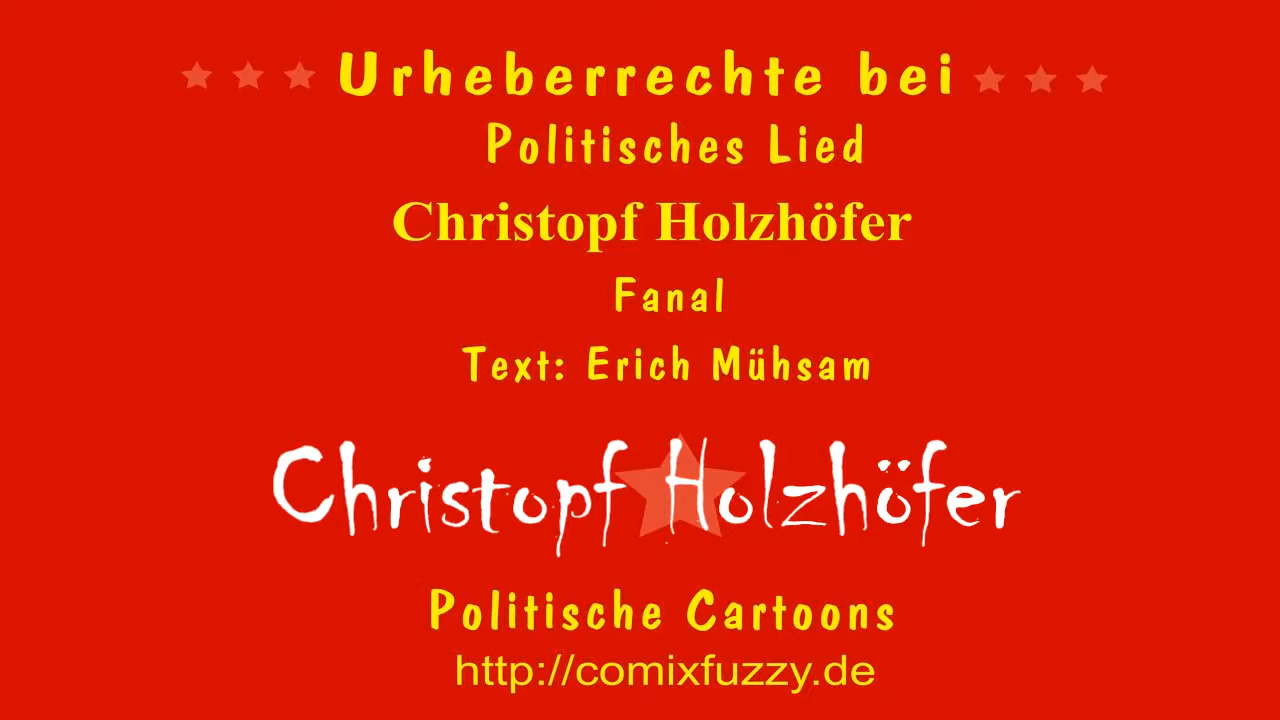 Urheberrechte bei
Politisches Lied
Christopf Holzhöfer
Fanal
Text: Erich Mühsam
Christopf Holzhöfer
Politische Cartoons
http://comixfuzzy.de